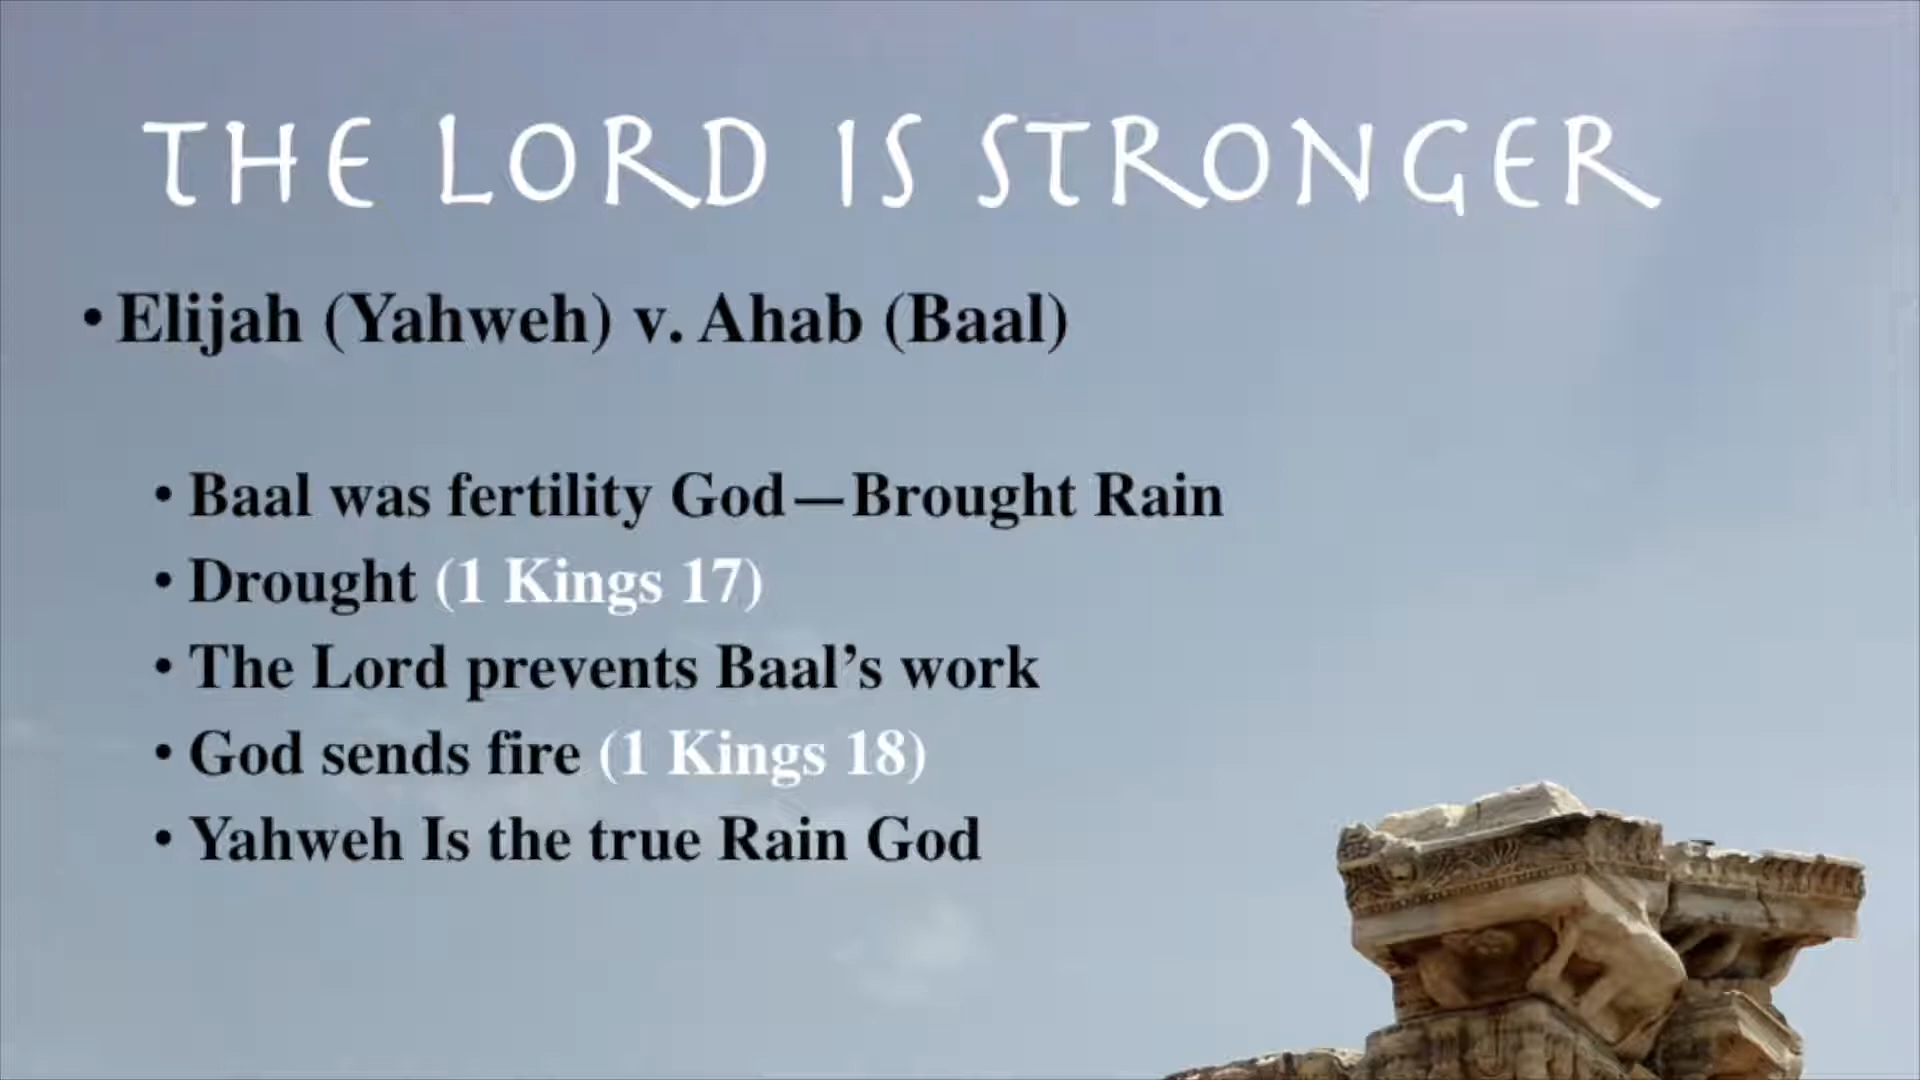 THE LORD IS STRONGER
• Elijah (Yahweh) v. Ahab (Baal)
• Baal was fertility God—Brought Rain
• Drought (1 Kings 17)
• The Lord prevents Baal’s work
• God sends fire (1 Kings 18)
• Yahweh Is the true Rain God